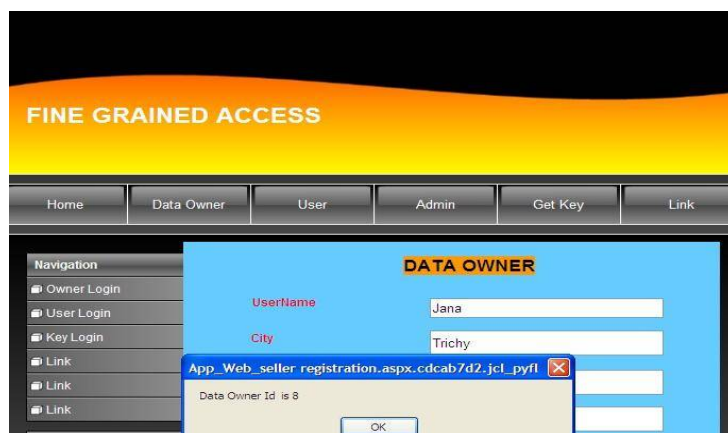 FINE GRAINED ACCESS
Home Data Owner User Admin Get Key Link
Navigation
Owner Login
User Login
Key Login
Link
Link
Link
DATA OWNER
UserName Jana
City Trichy
App_Web_seller registration.aspx.cdcab7d2.jcl_pyfl
Data Owner Id is 8
OK